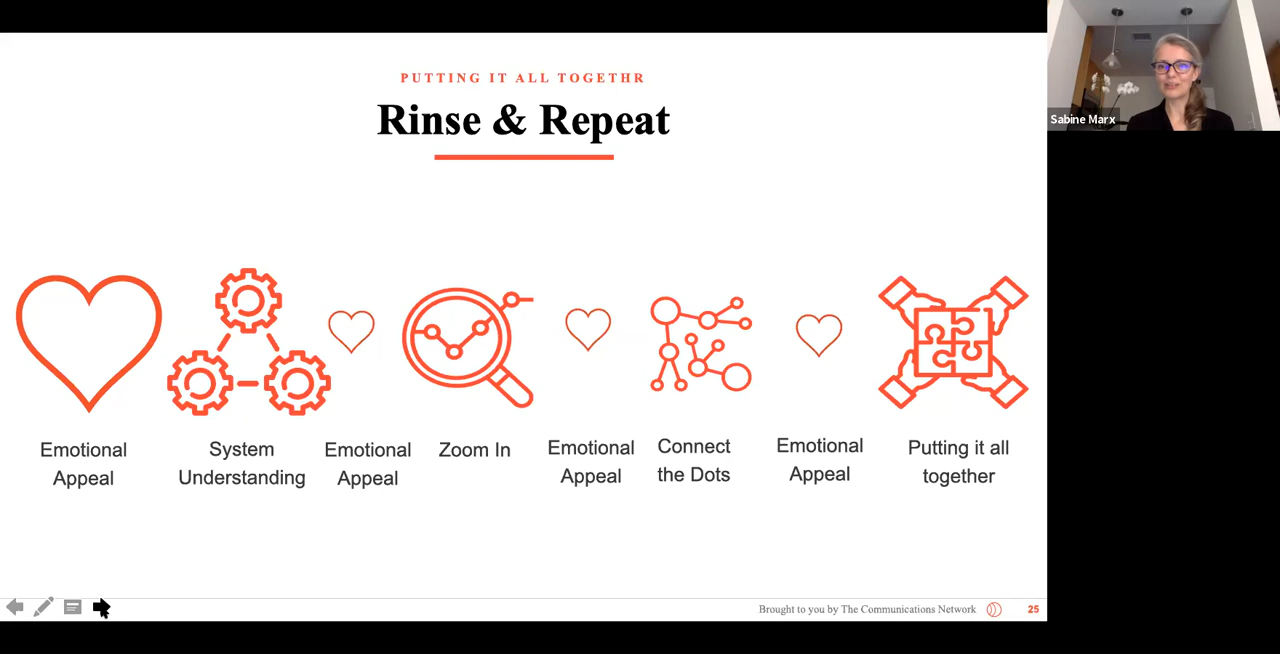 PUTTING IT ALL TOGETHR
Rinse & Repeat
Sabine Marx
Emotional
Appeal
System
Understanding
Emotional
Appeal
Zoom In
Emotional
Appeal
Connect
the Dots
Emotional
Appeal
Putting it all
together
Brought to you by The Communications Network
25